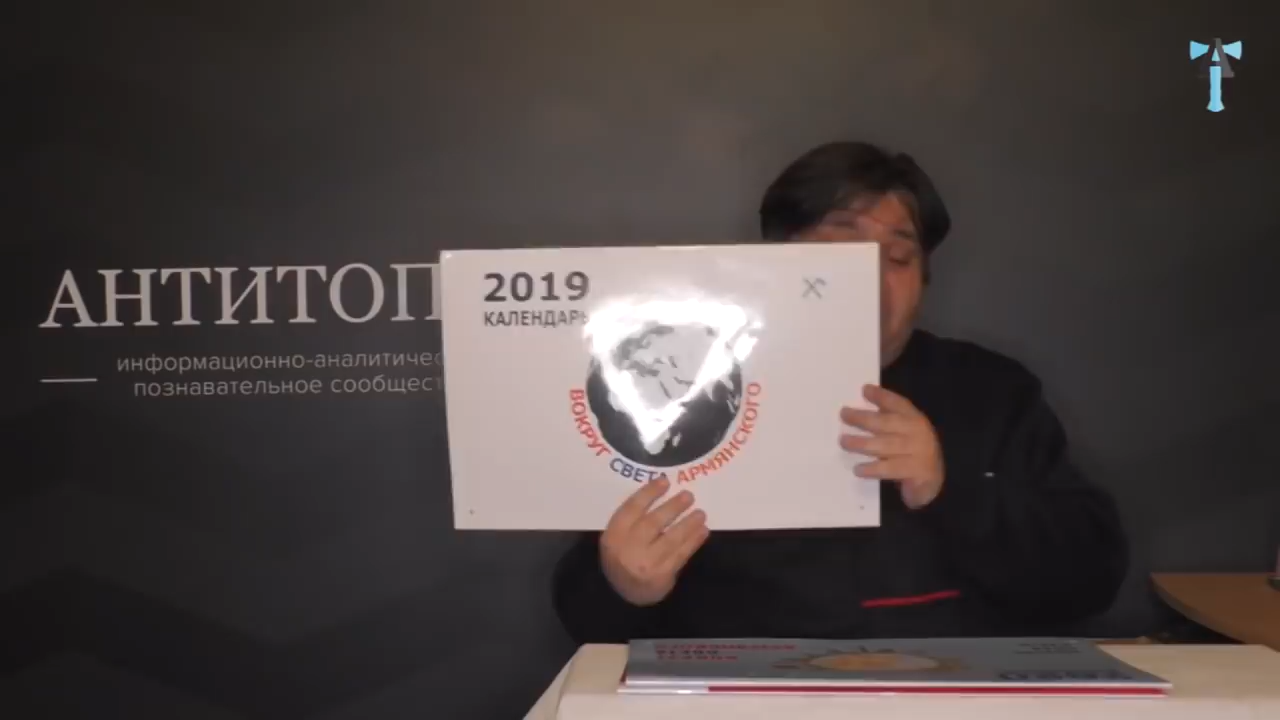 АНТИТОП
информационно-аналитичес
познавательное сообщест
2019
КАЛЕНДАРЬ
ВОКРУГ СВЕТА АРМЯНСКОГО